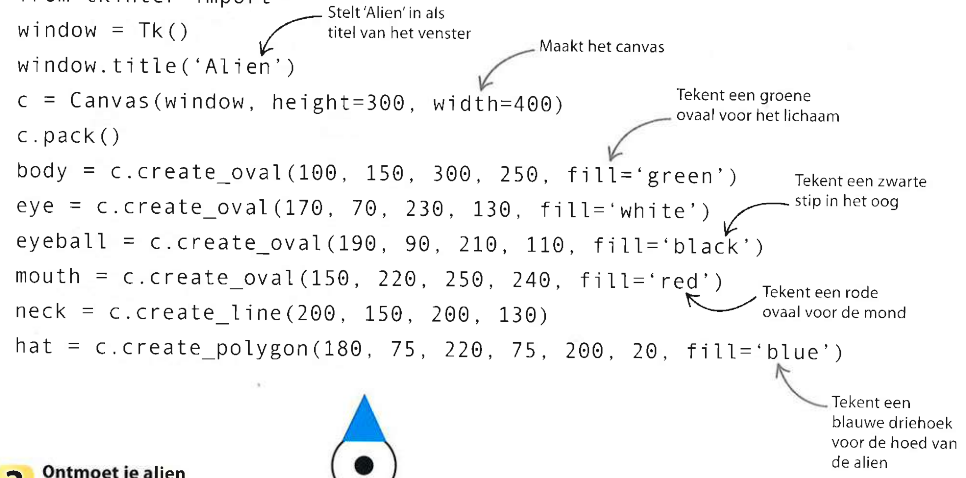 from tkinter import
window = Tk()
window.title(‘Alien’)
c = Canvas(window, height=300, width=400)
c.pack()
body = c.create_oval(100, 150, 300, 250, fill=‘green’)
eye = c.create_oval(170, 70, 230, 130, fill=‘white’)
eyeball = c.create_oval(190, 90, 210, 110, fill=‘black’)
mouth = c.create_oval(150, 220, 250, 240, fill=‘red’)
neck = c.create_line(200, 150, 200, 130)
hat = c.create_polygon(180, 75, 220, 75, 200, 20, fill=‘blue’)
Stelt ‘Alien’ in als
titel van het venster
Maakt het canvas
Tekent een groene
ovaal voor het lichaam
Tekent een zwarte
stip in het oog
Tekent een rode
ovaal voor de mond
Tekent een
blauwe driehoek
voor de hoed van
de alien
Ontmoet je alien